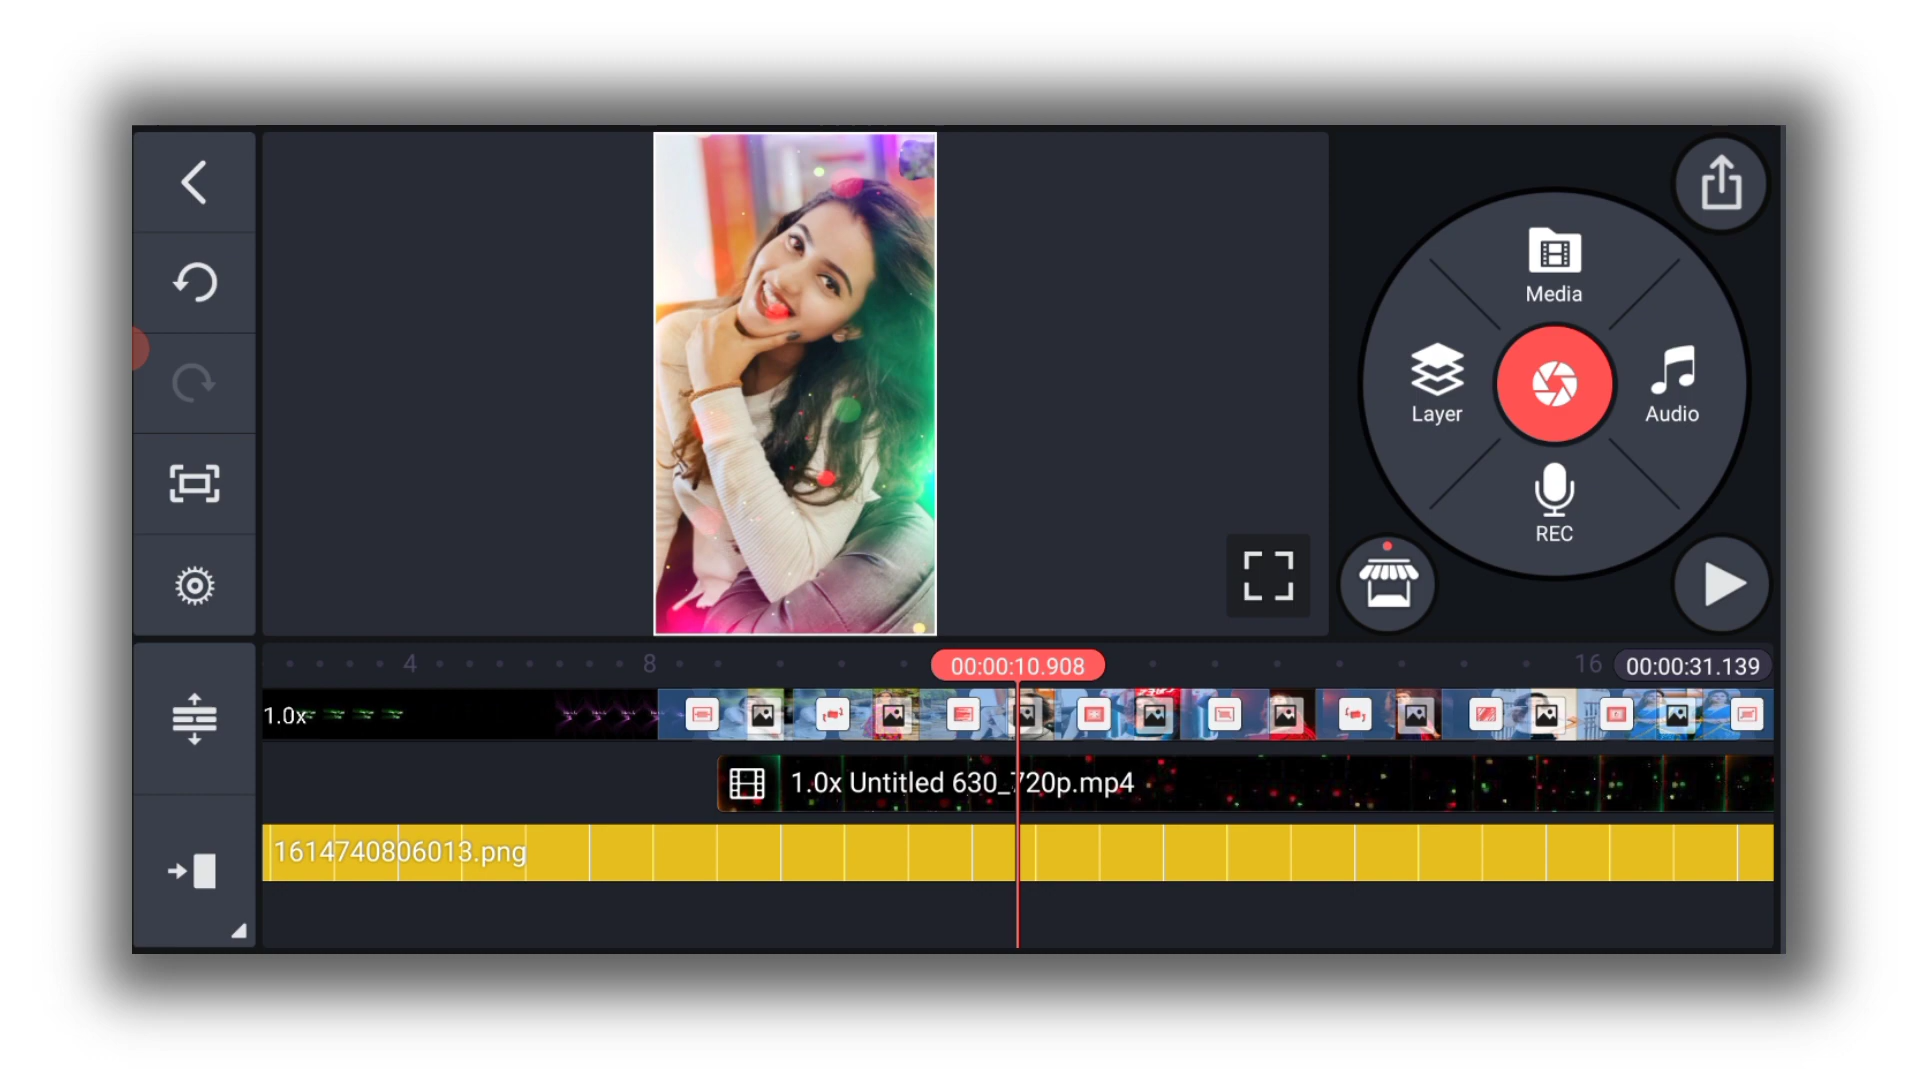 Media
Layer
Audio
REC
4
8
00:00:10.908
16
00:00:31.139
1.0x
1.0x Untitled 630_720p.mp4
1614740806013.png